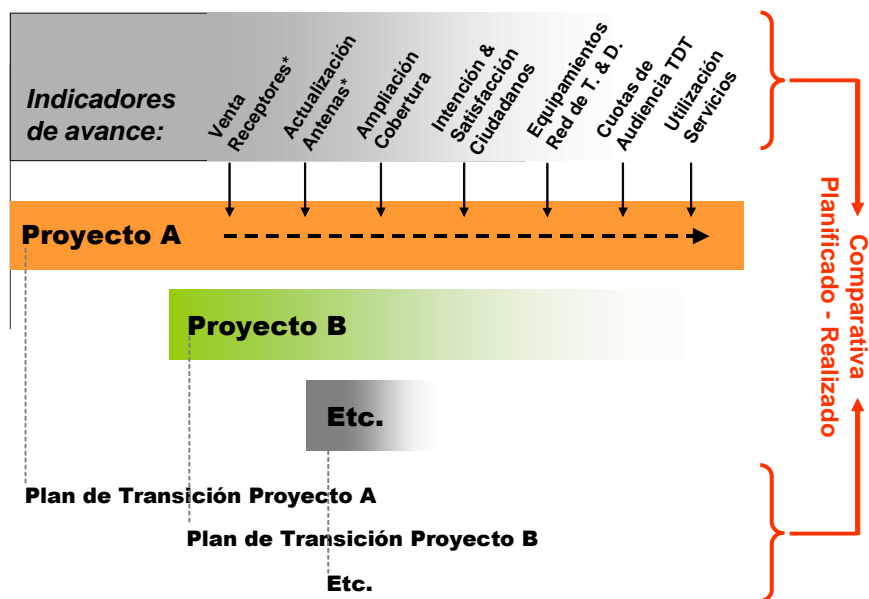 Indicadores
de avance:
Venta
Receptores*
Actualización
Antenas*
Ampliación
Cobertura
Intención &
Satisfacción
Ciudadanos
Equipamientos
Red de T. & D.
Cuotas de
Audiencia TDT
Utilización
Servicios
Proyecto A
Proyecto B
Etc.
Plan de Transición Proyecto A
Plan de Transición Proyecto B
Etc.
Comparativa
Planificado - Realizado